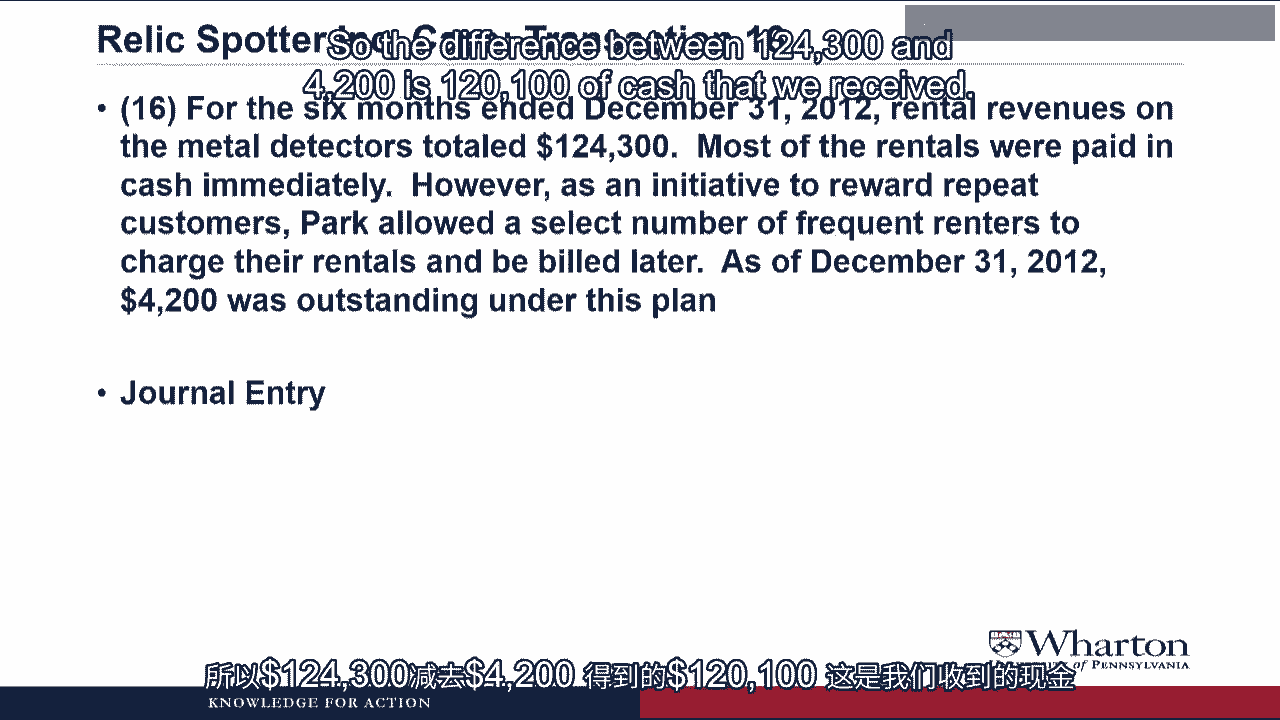 Relic Spotter Inc. Case: Transaction 16
So the difference between 124,300 and
4,200 is 120,100 of cash that we received.
• (16) For the six months ended December 31, 2012, rental revenues on
the metal detectors totaled $124,300. Most of the rentals were paid in
cash immediately. However, as an initiative to reward repeat
customers, Park allowed a select number of frequent renters to
charge their rentals and be billed later. As of December 31, 2012,
$4,200 was outstanding under this plan
• Journal Entry
Wharton
of PENNSYLVANIA
所以$124,300减去$4,200 得到的$120,100 这是我们收到的现金
KNOWLEDGE FOR ACTION